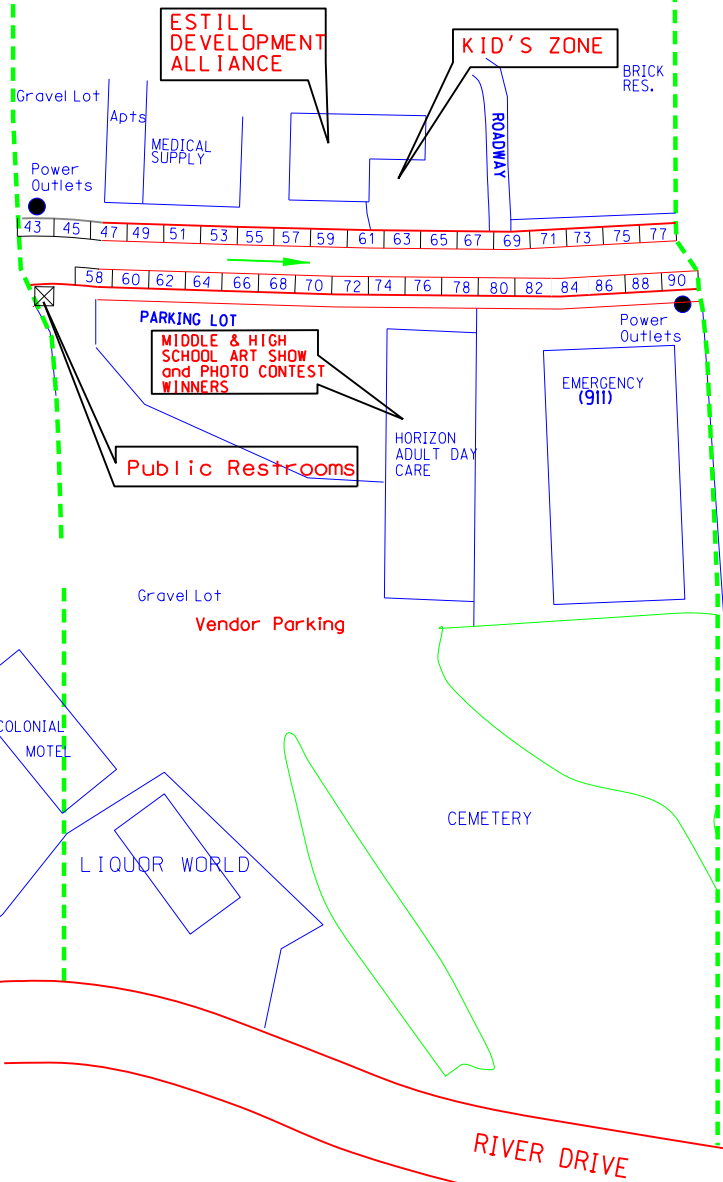 ESTILL
DEVELOPMENT
ALLIANCE
KID'S ZONE
BRICK
RES.
Gravel Lot
Apts
MEDICAL
SUPPLY
ROADWAY
Power
Outlets
43 45 47 49 51 53 55 57 59 61 63 65 67 69 71 73 75 77
58 60 62 64 66 68 70 72 74 76 78 80 82 84 86 88 90
PARKING LOT
Power
Outlets
MIDDLE & HIGH
SCHOOL ART SHOW
and PHOTO CONTEST
WINNERS
EMERGENCY
(911)
HORIZON
ADULT DAY
CARE
Public Restrooms
Gravel Lot
Vendor Parking
COLONIAL
MOTEL
CEMETERY
LIQUOR WORLD
RIVER DRIVE